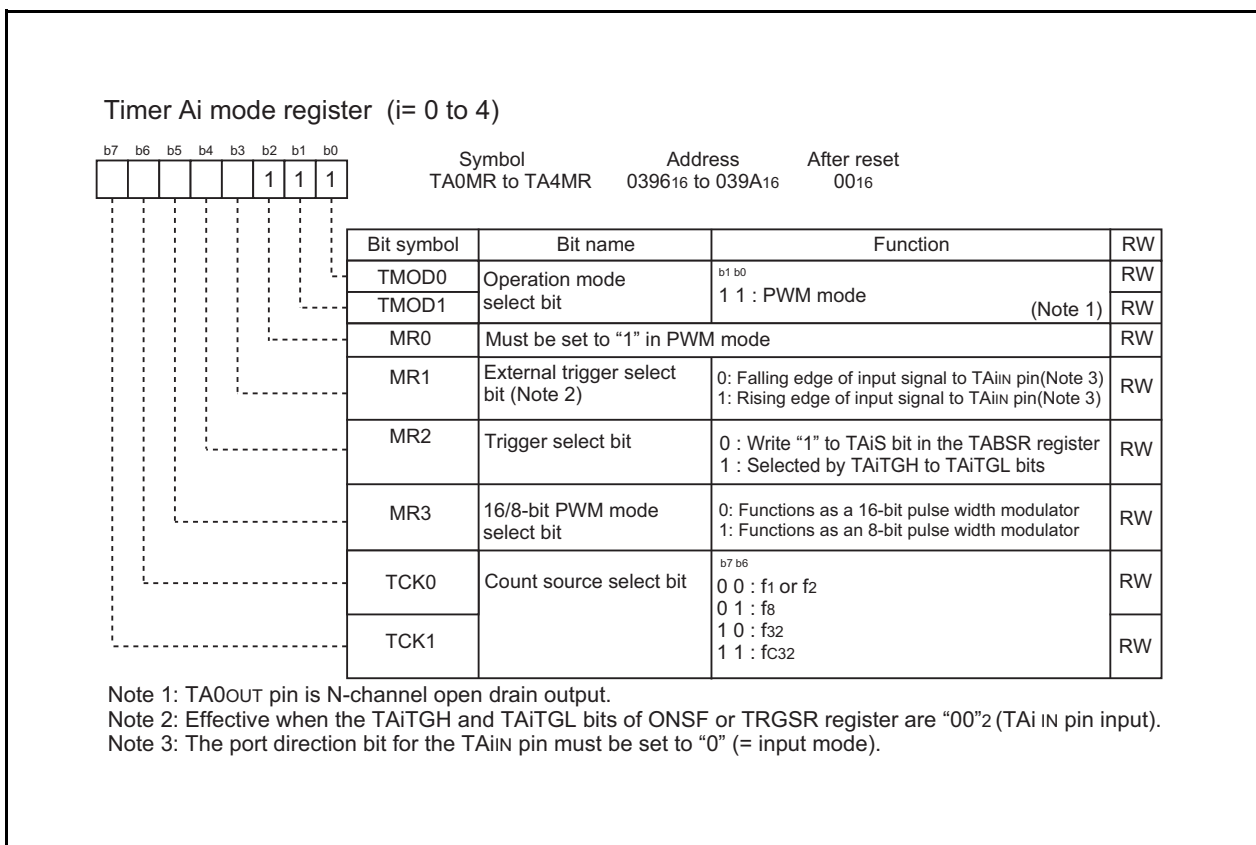 Timer Ai mode register (i= 0 to 4)
b7 b6 b5 b4 b3 b2 b1 b0
1 1 1
Symbol Address After reset
TA0MR to TA4MR 039616 to 039A16 0016
Bit symbol Bit name Function RW
TMOD0 Operation mode select bit b1 b0 RW
TMOD1 1 1 : PWM mode (Note 1) RW
MR0 Must be set to “1” in PWM mode RW
MR1 External trigger select bit (Note 2) 0: Falling edge of input signal to TAiIN pin(Note 3) RW
1: Rising edge of input signal to TAiIN pin(Note 3)
MR2 Trigger select bit 0 : Write “1” to TAiS bit in the TABSR register RW
1 : Selected by TAiTGH to TAiTGL bits
MR3 16/8-bit PWM mode select bit 0: Functions as a 16-bit pulse width modulator RW
1: Functions as an 8-bit pulse width modulator
TCK0 Count source select bit b7 b6 RW
0 0 : f1 or f2
0 1 : f8
TCK1 1 0 : f32 RW
1 1 : fC32
Note 1: TA0OUT pin is N-channel open drain output.
Note 2: Effective when the TAiTGH and TAiTGL bits of ONSF or TRGSR register are “00”2 (TAi IN pin input).
Note 3: The port direction bit for the TAiIN pin must be set to “0” (= input mode).